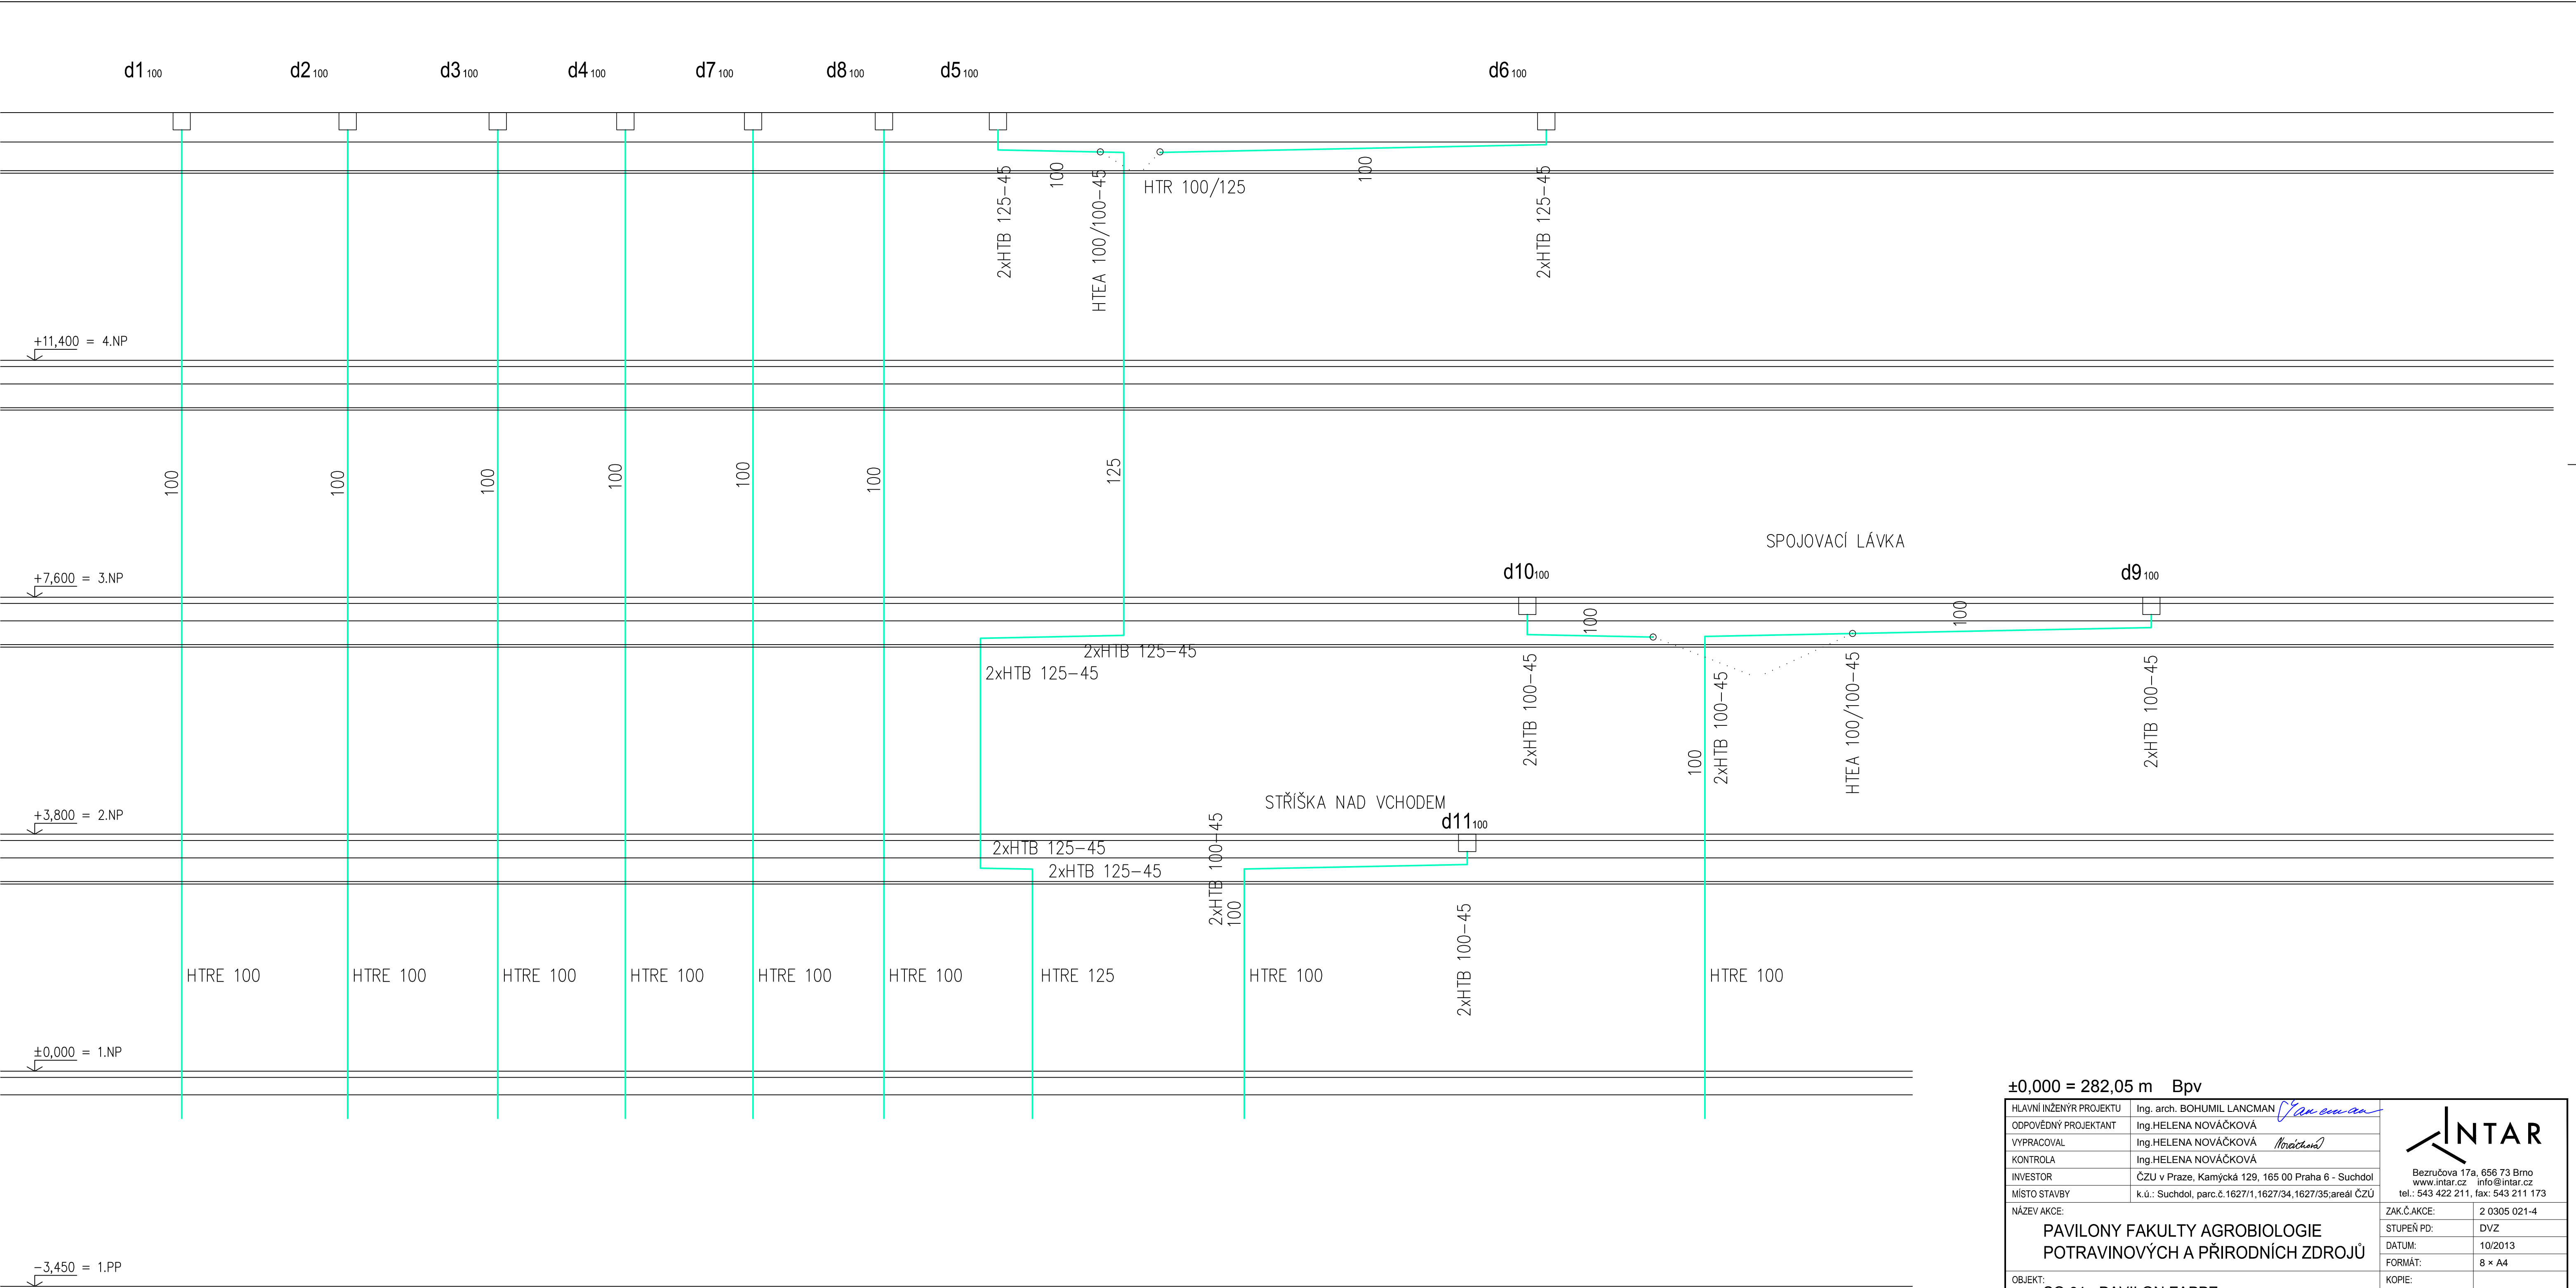 d1 100 d2 100 d3 100 d4 100 d7 100 d8 100 d5 100 d6 100
2xHTB 125-45
100
HTEA 100/100-45
HTR 100/125
100
2xHTB 125-45
+11,400 = 4.NP
100 100 100 100 100 100 125
SPOJOVACÍ LÁVKA
+7,600 = 3.NP
d10 100 d9 100
100 100
2xHTB 125-45
2xHTB 125-45
2xHTB 100-45
100
2xHTB 100-45
HTEA 100/100-45
2xHTB 100-45
STŘÍŠKA NAD VCHODEM
+3,800 = 2.NP
d11 100
2xHTB 125-45
2xHTB 125-45
2xHTB 100-45
100
2xHTB 100-45
HTRE 100 HTRE 100 HTRE 100 HTRE 100 HTRE 100 HTRE 100 HTRE 125 HTRE 100 HTRE 100
±0,000 = 1.NP
-3,450 = 1.PP
±0,000 = 282,05 m Bpv
HLAVNÍ INŽENÝR PROJEKTU Ing. arch. BOHUMIL LANCMAN Lancman
ODPOVĚDNÝ PROJEKTANT Ing.HELENA NOVÁČKOVÁ
VYPRACOVAL Ing.HELENA NOVÁČKOVÁ Nováčková
KONTROLA Ing.HELENA NOVÁČKOVÁ
INVESTOR ČZU v Praze, Kamýcká 129, 165 00 Praha 6 - Suchdol
MÍSTO STAVBY k.ú.: Suchdol, parc.č.1627/1,1627/34,1627/35;areál ČZÚ
INTAR
Bezručova 17a, 656 73 Brno
www.intar.cz info@intar.cz
tel.: 543 422 211, fax: 543 211 173
NÁZEV AKCE:
PAVILONY FAKULTY AGROBIOLOGIE
POTRAVINOVÝCH A PŘIRODNÍCH ZDROJŮ
ZAK.Č.AKCE: 2 0305 021-4
STUPEŇ PD: DVZ
DATUM: 10/2013
FORMÁT: 8 × A4
OBJEKT:
KOPIE: